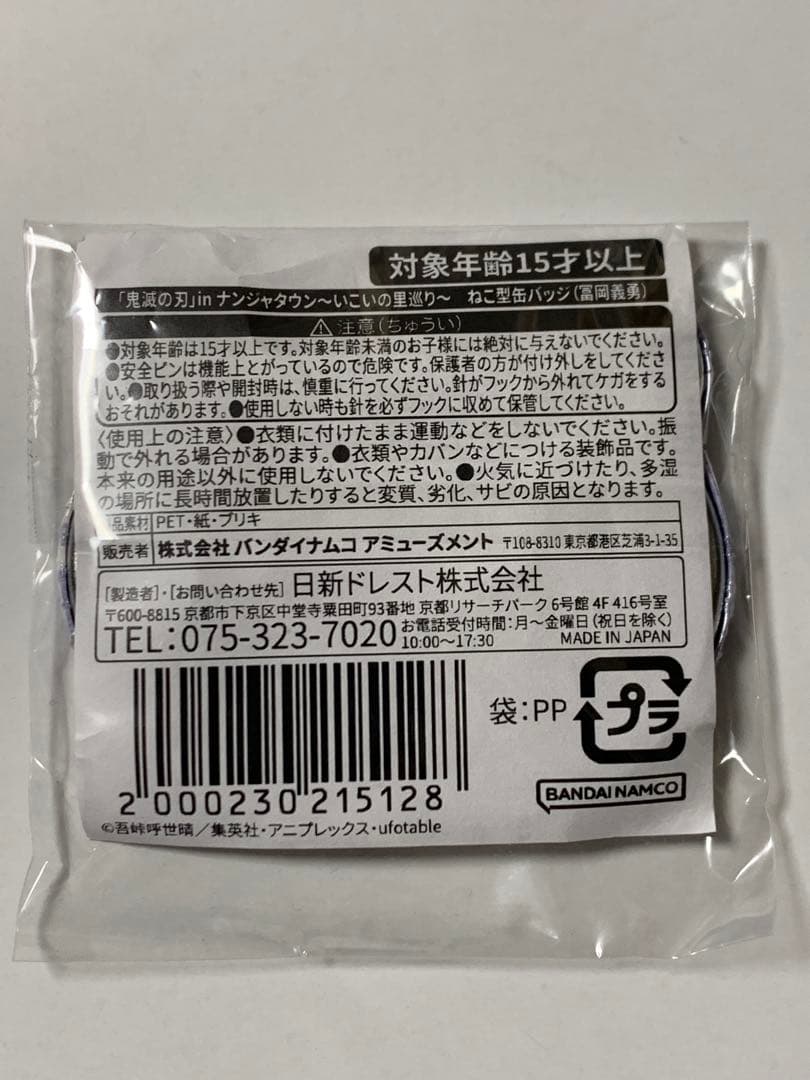 対象年齢15才以上
「鬼滅の刃」in ナンジャタウン〜いこいの里巡り〜 ねこ型缶バッジ(冨岡義勇)
⚠注意(ちゅうい)
●対象年齢は15才以上です。対象年齢未満のお子様には絶対に与えないでください。
●安全ピンは機能上とがっているので危険です。保護者の方が付け外しをしてくださ
い。●取り扱う際や開封時は、慎重に行ってください。針がフックから外れてケガをする
おそれがあります。●使用しない時も針を必ずフックに収めて保管してください。
〈使用上の注意〉●衣類に付けたまま運動などをしないでください。振
動で外れる場合があります。●衣類やカバンなどにつける装飾品です。
本来の用途以外に使用しないでください。●火気に近づけたり、多湿
の場所に長時間放置したりすると変質、劣化、サビの原因となります。
品素材 PET・紙・ブリキ
販売者 株式会社 バンダイナムコ アミューズメント 〒108-8310 東京都港区芝浦3-1-35
[製造者]・[お問い合わせ先] 日新ドレスト株式会社
〒600-8815 京都市下京区中堂寺粟田町93番地 京都リサーチパーク 6号館 4F 416号室
TEL:075-323-7020 お電話受付時間:月〜金曜日(祝日を除く)
10:00〜17:30 MADE IN JAPAN
袋:PP プラ
2 000230 215128
BANDAI NAMCO
©吾峠呼世晴/集英社・アニプレックス・ufotable